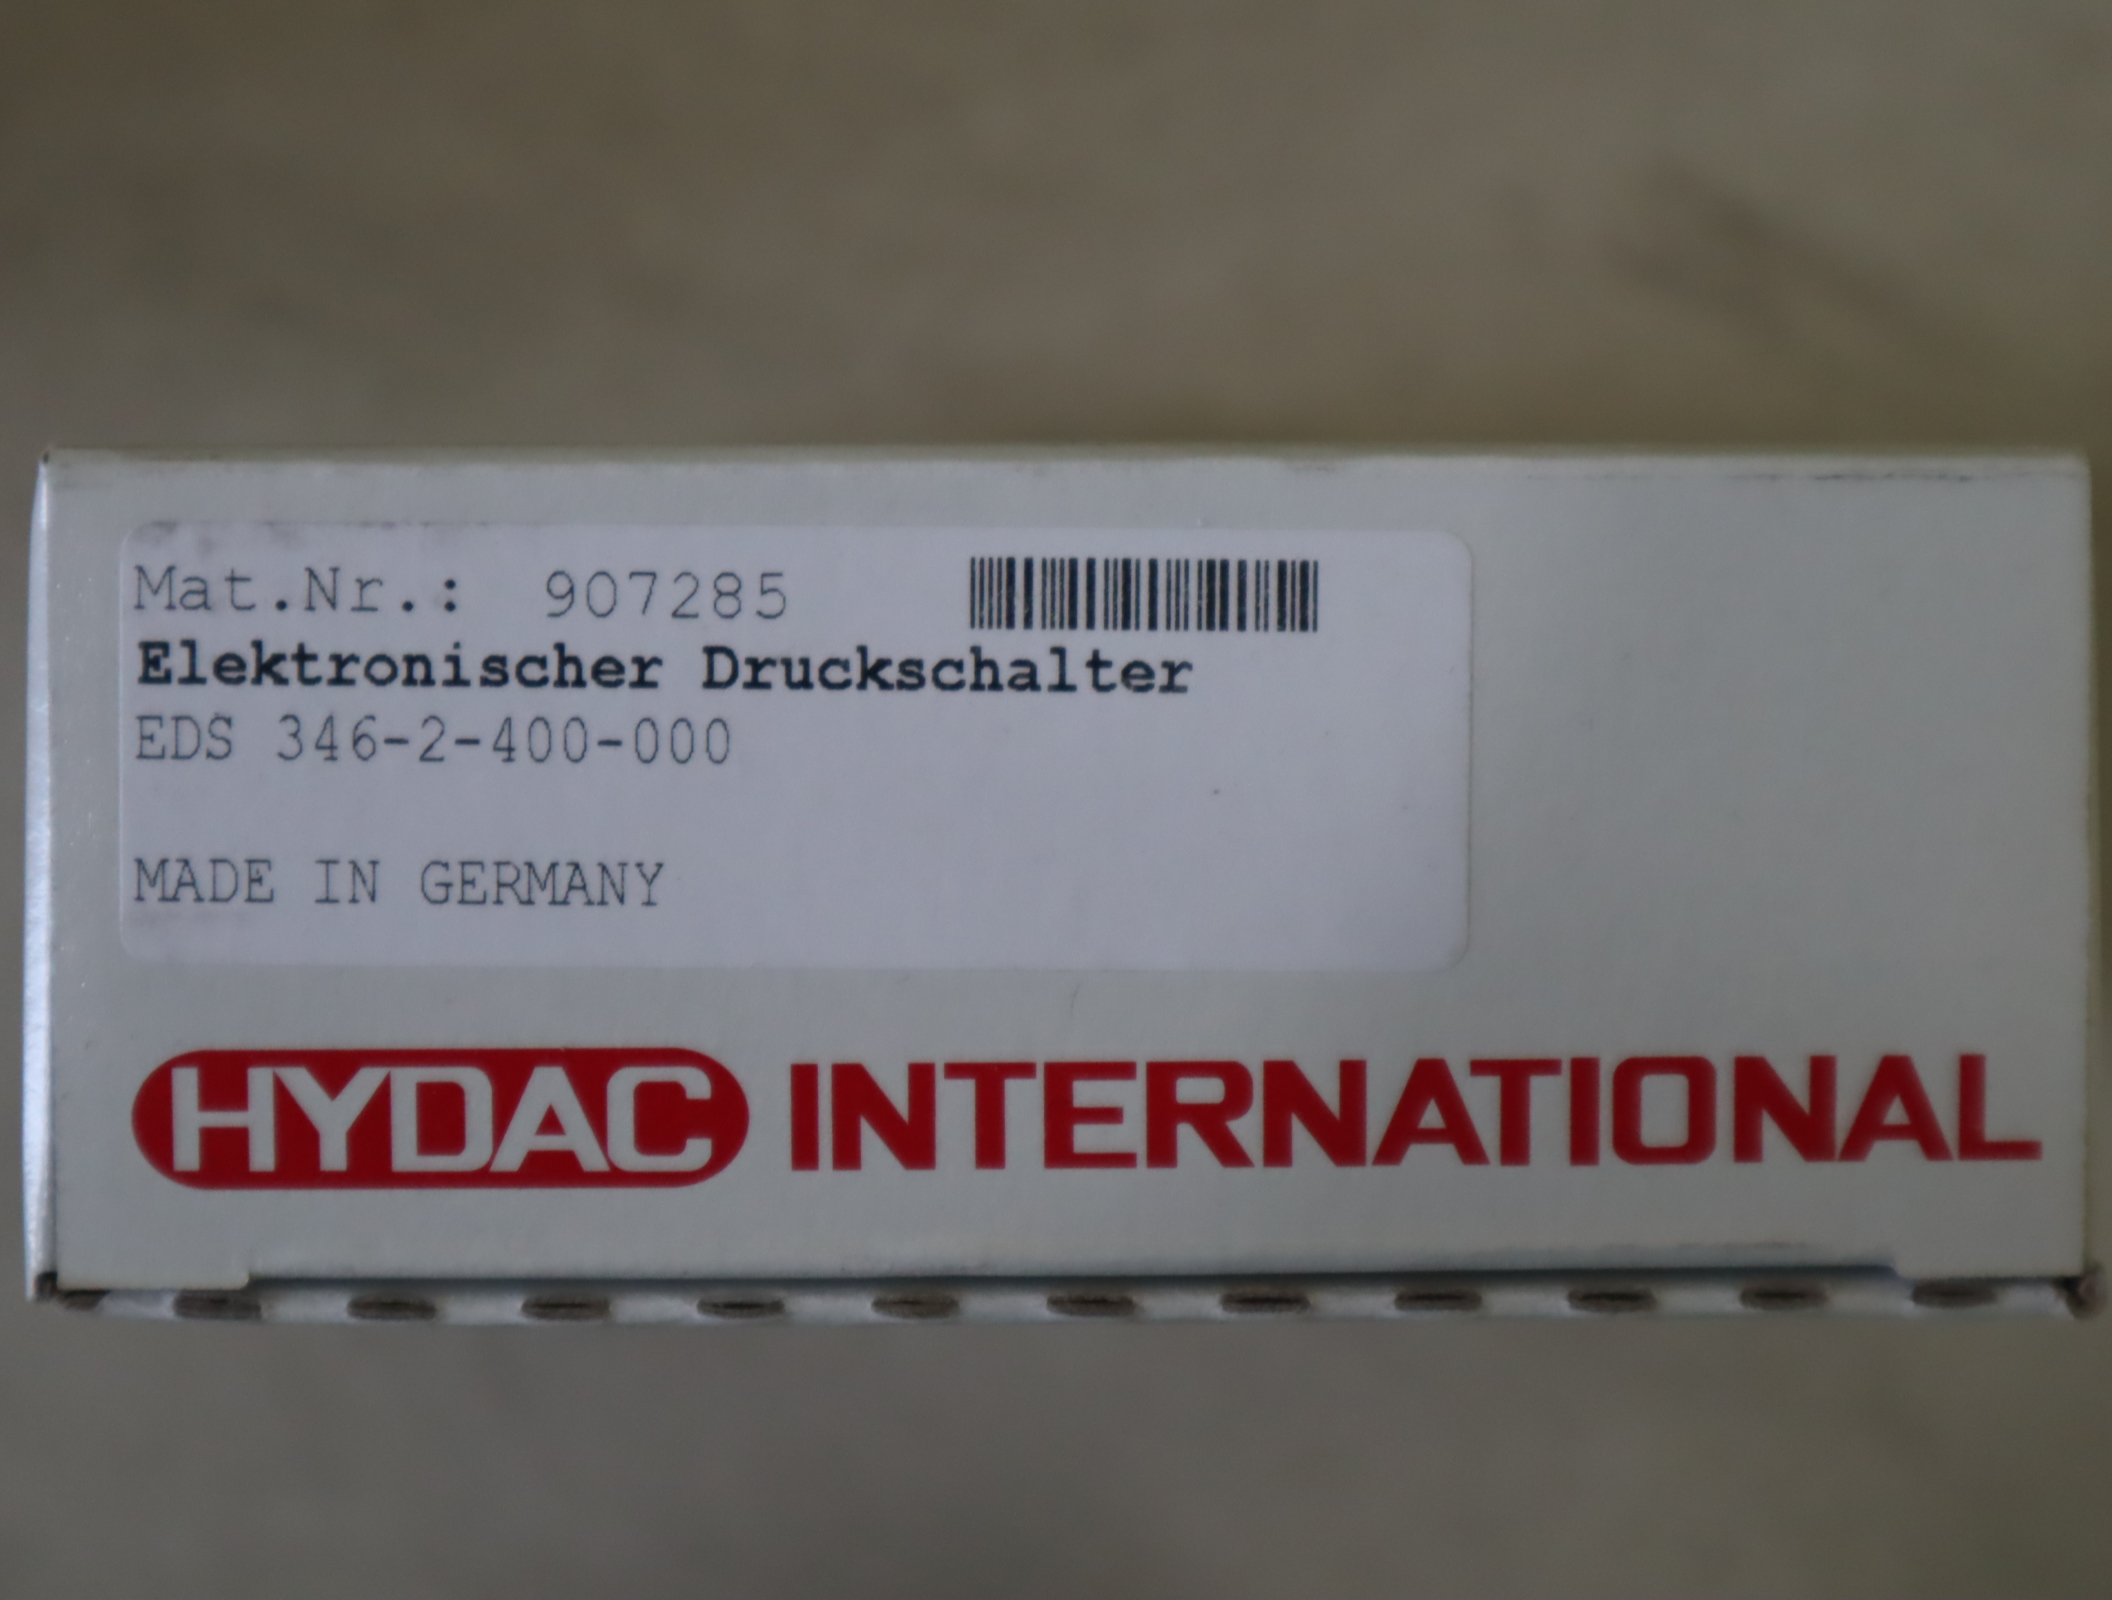 Mat.Nr.: 907285
Elektronischer Druckschalter
EDS 346-2-400-000
MADE IN GERMANY
HYDAC INTERNATIONAL